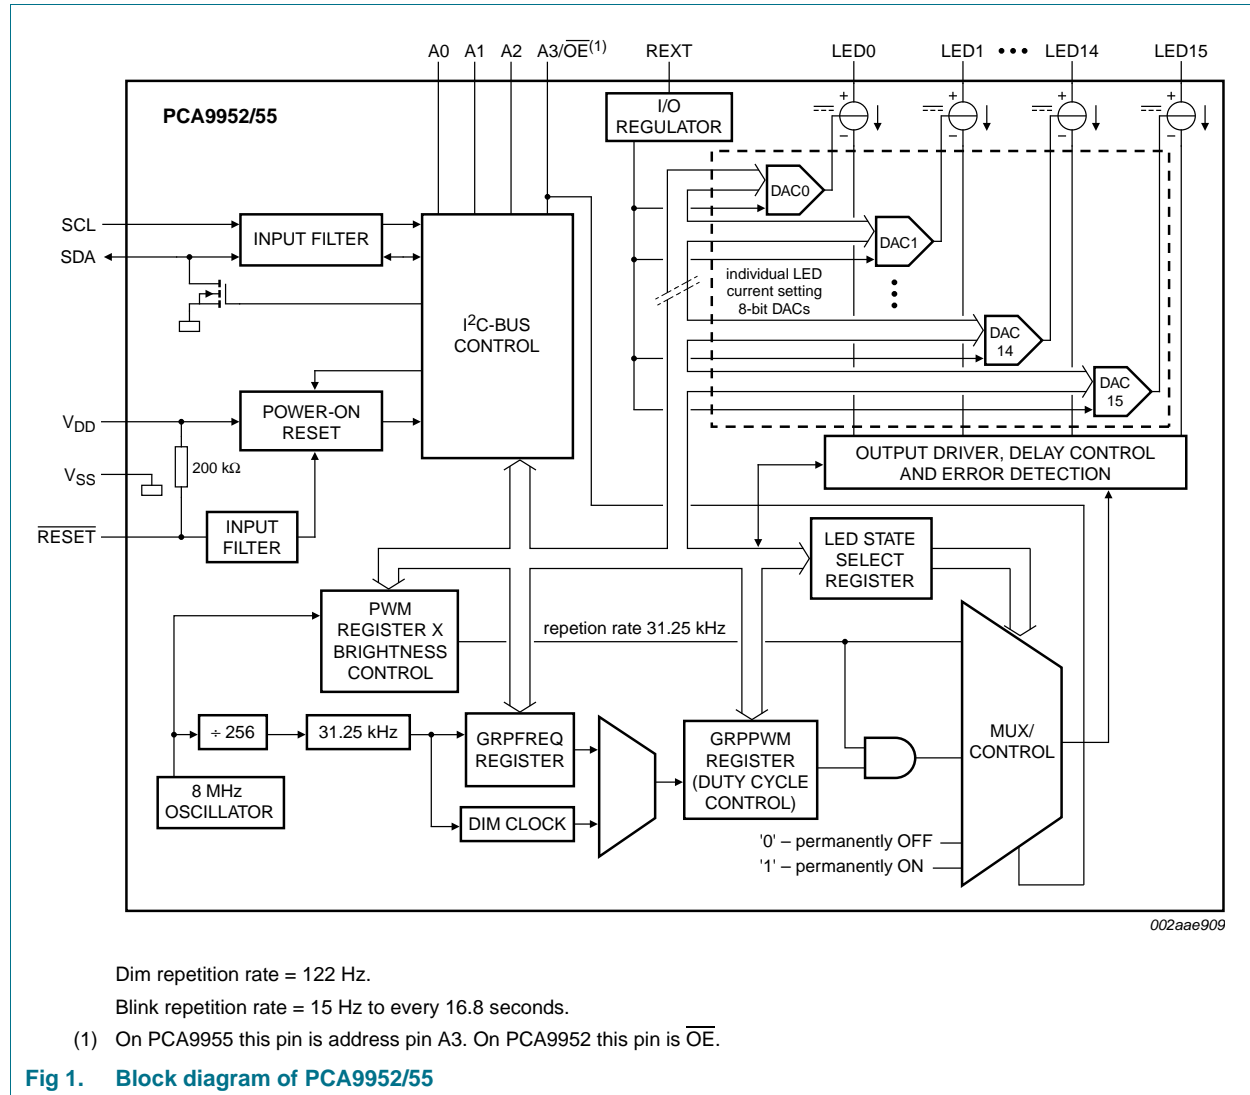 A0 A1 A2 A3/OE(1) REXT LED0 LED1 ••• LED14 LED15
PCA9952/55
I/O
REGULATOR
+ − + − + − + −
DAC0
SCL
SDA
INPUT FILTER
DAC1
individual LED
current setting
8-bit DACs
I2C-BUS
CONTROL
DAC
14
DAC
15
VDD
POWER-ON
RESET
200 kΩ
VSS
OUTPUT DRIVER, DELAY CONTROL
AND ERROR DETECTION
RESET
INPUT
FILTER
LED STATE
SELECT
REGISTER
PWM
REGISTER X
BRIGHTNESS
CONTROL
repetion rate 31.25 kHz
÷ 256
31.25 kHz
GRPFREQ
REGISTER
GRPPWM
REGISTER
(DUTY CYCLE
CONTROL)
MUX/
CONTROL
8 MHz
OSCILLATOR
DIM CLOCK
'0' – permanently OFF
'1' – permanently ON
002aae909
Dim repetition rate = 122 Hz.
Blink repetition rate = 15 Hz to every 16.8 seconds.
(1) On PCA9955 this pin is address pin A3. On PCA9952 this pin is OE.
Fig 1. Block diagram of PCA9952/55